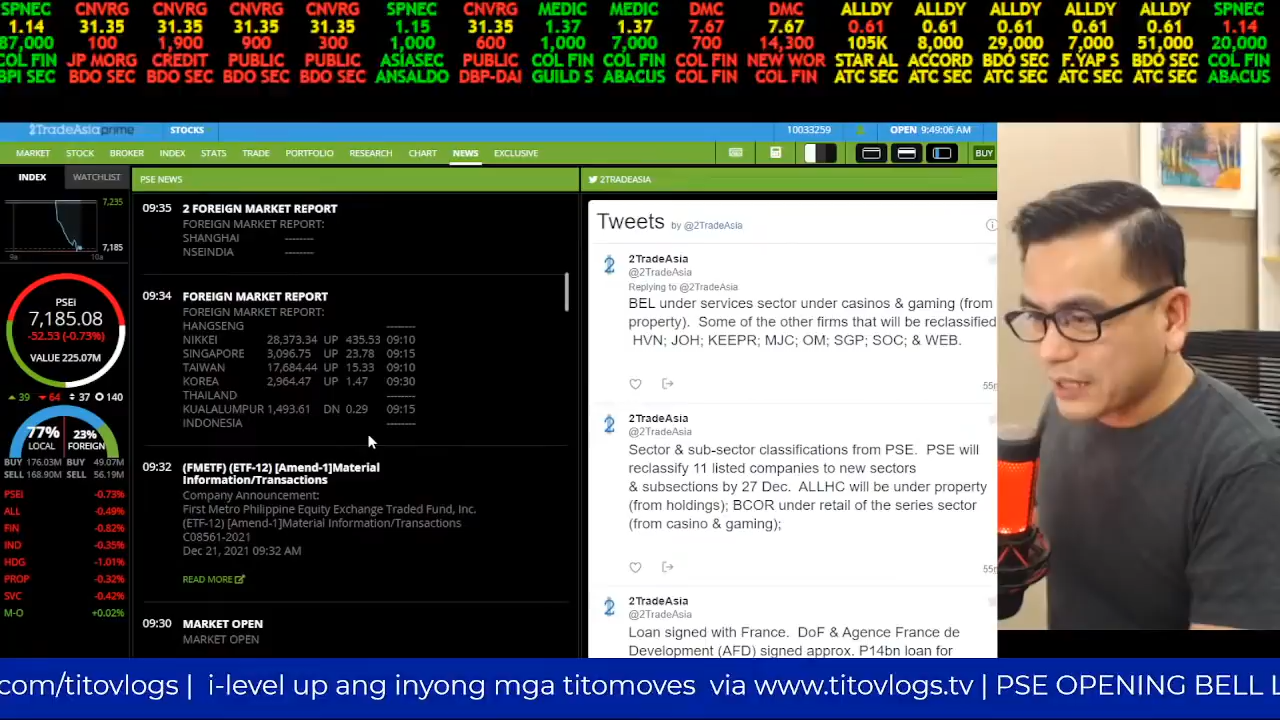 SPNEC CNVRG CNVRG CNVRG CNVRG SPNEC CNVRG MEDIC MEDIC DMC DMC ALLDY ALLDY ALLDY ALLDY ALLDY SPNEC
1.14 31.35 31.35 31.35 31.35 1.15 31.35 1.37 1.37 7.67 7.67 0.61 0.61 0.61 0.61 0.61 1.14
87,000 100 1,900 900 300 1,000 600 1,000 7,000 700 14,300 105K 8,000 29,000 7,000 51,000 20,000
COL FIN JP MORG CREDIT PUBLIC PUBLIC ASIASEC PUBLIC COL FIN COL FIN COL FIN NEW WOR STAR AL ACCORD BDO SEC F.YAP S BDO SEC COL FIN
BPI SEC BDO SEC BDO SEC BDO SEC BDO SEC ANSALDO DBP-DAI GUILD S ABACUS COL FIN COL FIN ATC SEC ATC SEC ATC SEC ATC SEC ATC SEC ABACUS
2TradeAsia prime STOCKS 10033259 OPEN 9:49:06 AM
MARKET STOCK BROKER INDEX STATS TRADE PORTFOLIO RESEARCH CHART NEWS EXCLUSIVE BUY
INDEX WATCHLIST
7,235
7,185
9a 10a
PSEi
7,185.08
-52.53 (-0.73%)
VALUE 225.07M
39 64 37 140
77% 23%
LOCAL FOREIGN
BUY 176.03M BUY 49.07M
SELL 168.90M SELL 56.19M
PSEi -0.73%
ALL -0.49%
FIN -0.82%
IND -0.35%
HDG -1.01%
PROP -0.32%
SVC -0.42%
M-O +0.02%
PSE NEWS
09:35 2 FOREIGN MARKET REPORT
FOREIGN MARKET REPORT:
SHANGHAI --------
NSEINDIA --------
09:34 FOREIGN MARKET REPORT
FOREIGN MARKET REPORT:
HANGSENG --------
NIKKEI 28,373.34 UP 435.53 09:10
SINGAPORE 3,096.75 UP 23.78 09:15
TAIWAN 17,684.44 UP 15.33 09:10
KOREA 2,964.47 UP 1.47 09:30
THAILAND --------
KUALALUMPUR 1,493.61 DN 0.29 09:15
INDONESIA --------
09:32 (FMETF) (ETF-12) [Amend-1]Material
Information/Transactions
Company Announcement:
First Metro Philippine Equity Exchange Traded Fund, Inc.
(ETF-12) [Amend-1]Material Information/Transactions
C08561-2021
Dec 21, 2021 09:32 AM
READ MORE
09:30 MARKET OPEN
MARKET OPEN
2TRADEASIA
Tweets by @2TradeAsia
2TradeAsia
@2TradeAsia
Replying to @2TradeAsia
BEL under services sector under casinos & gaming (from
property). Some of the other firms that will be reclassified
HVN; JOH; KEEPR; MJC; OM; SGP; SOC; & WEB.
2TradeAsia
@2TradeAsia
Sector & sub-sector classifications from PSE. PSE will
reclassify 11 listed companies to new sectors
& subsections by 27 Dec. ALLHC will be under property
(from holdings); BCOR under retail of the series sector
(from casino & gaming);
2TradeAsia
@2TradeAsia
Loan signed with France. DoF & Agence France de
Development (AFD) signed approx. P14bn loan for
com/titovlogs | i-level up ang inyong mga titomoves via www.titovlogs.tv | PSE OPENING BELL L